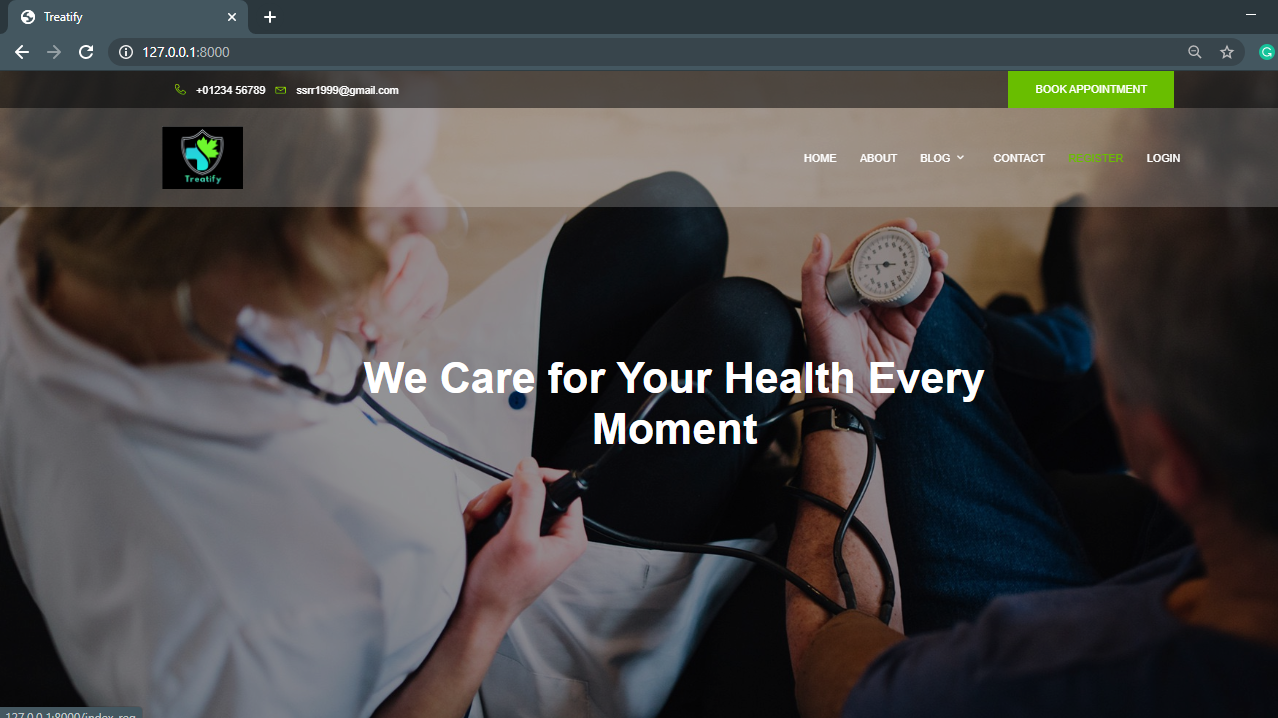 Treatify
127.0.0.1:8000
+01234 56789 ssrr1999@gmail.com BOOK APPOINTMENT
Treatify
HOME ABOUT BLOG CONTACT REGISTER LOGIN
We Care for Your Health Every
Moment
127.0.0.1:8000/index_reg